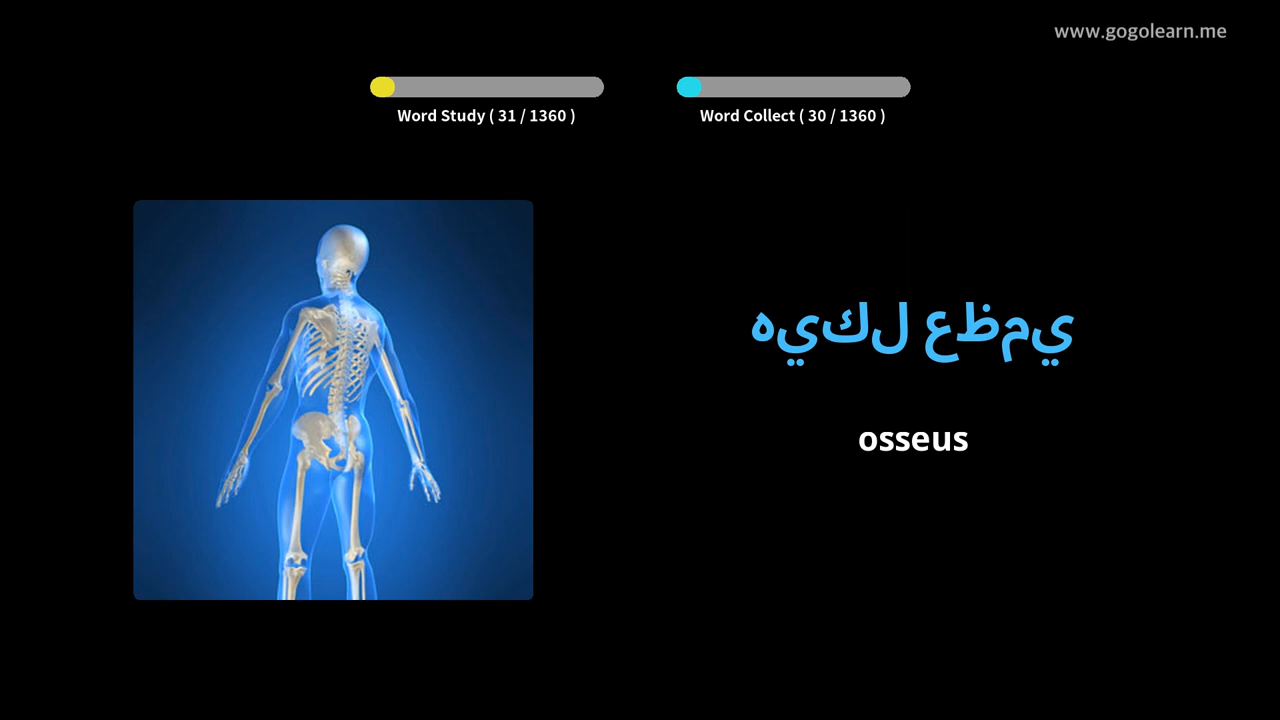 www.gogolearn.me
Word Study ( 31 / 1360 )
Word Collect ( 30 / 1360 )
هيكل عظمي
osseus